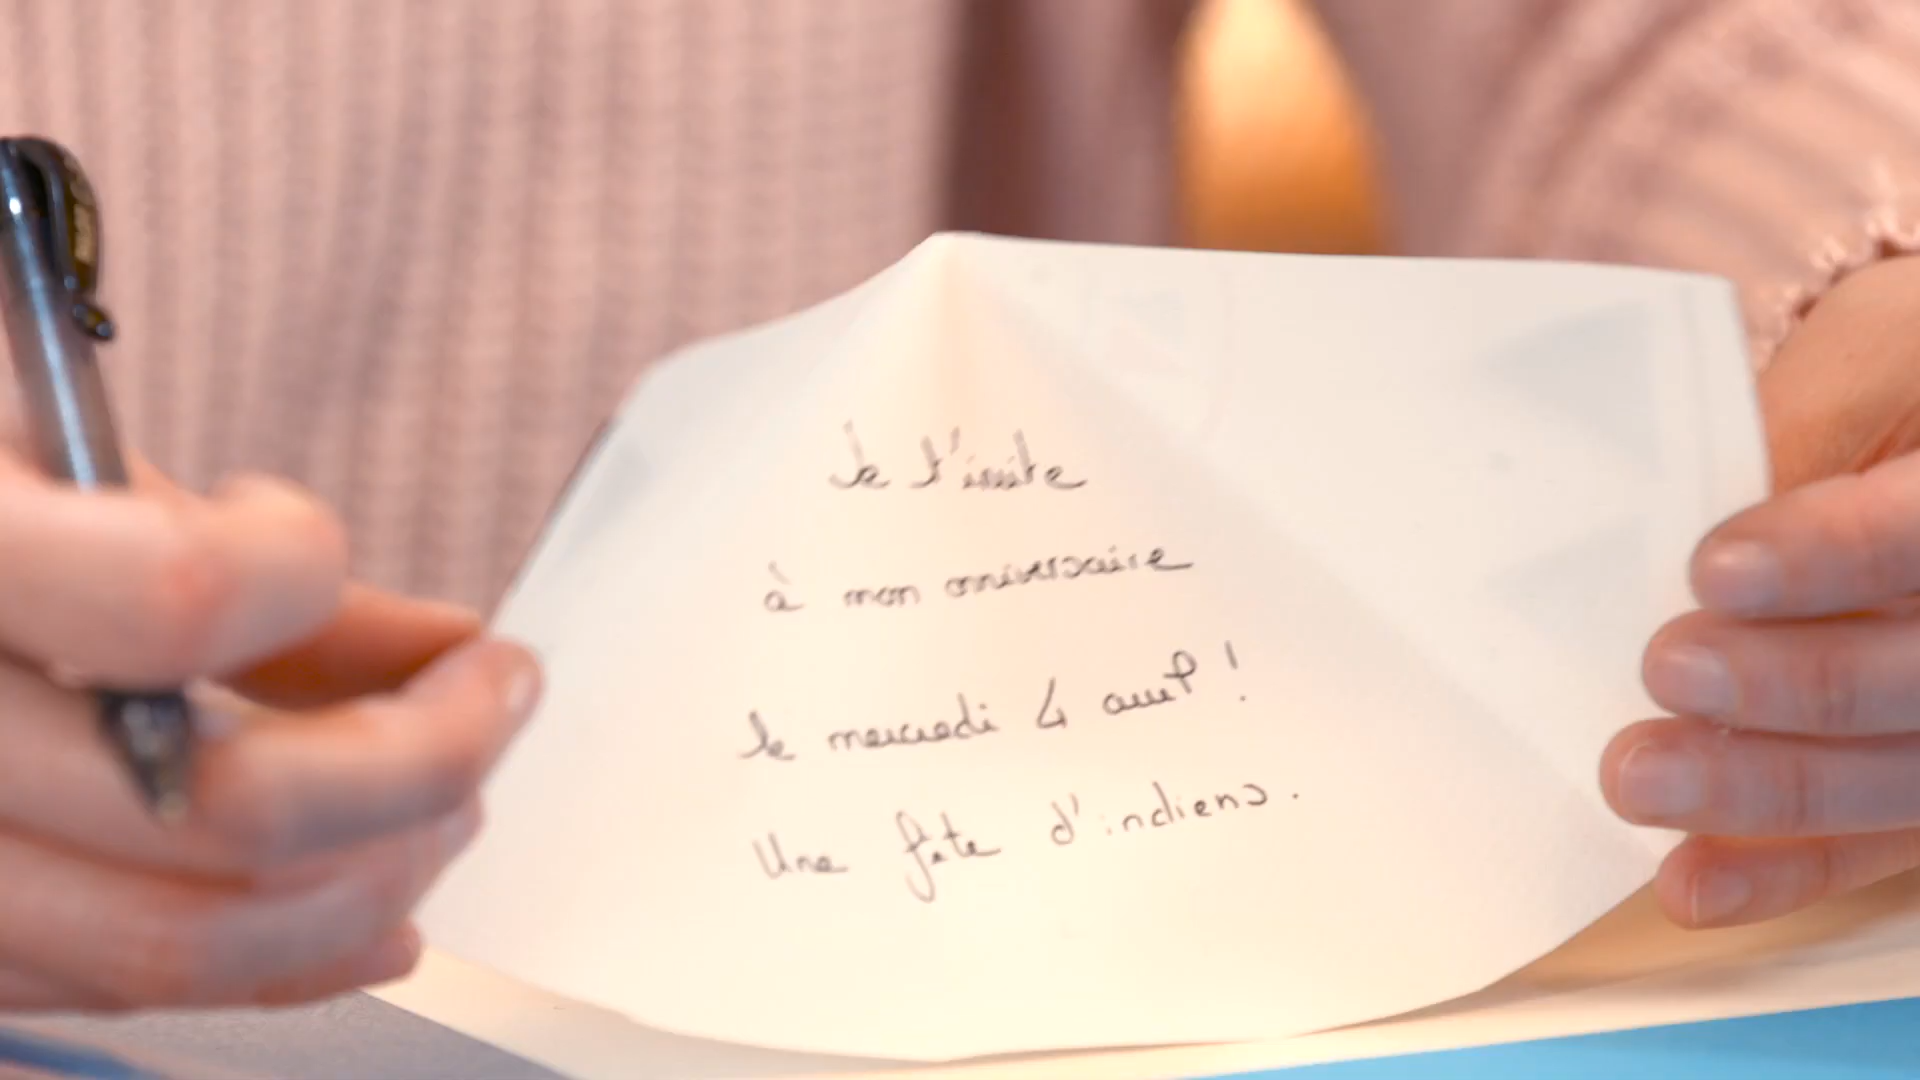 Je t'invite
à mon anniversaire
le mercredi 4 août !
Une fête d'indiens.